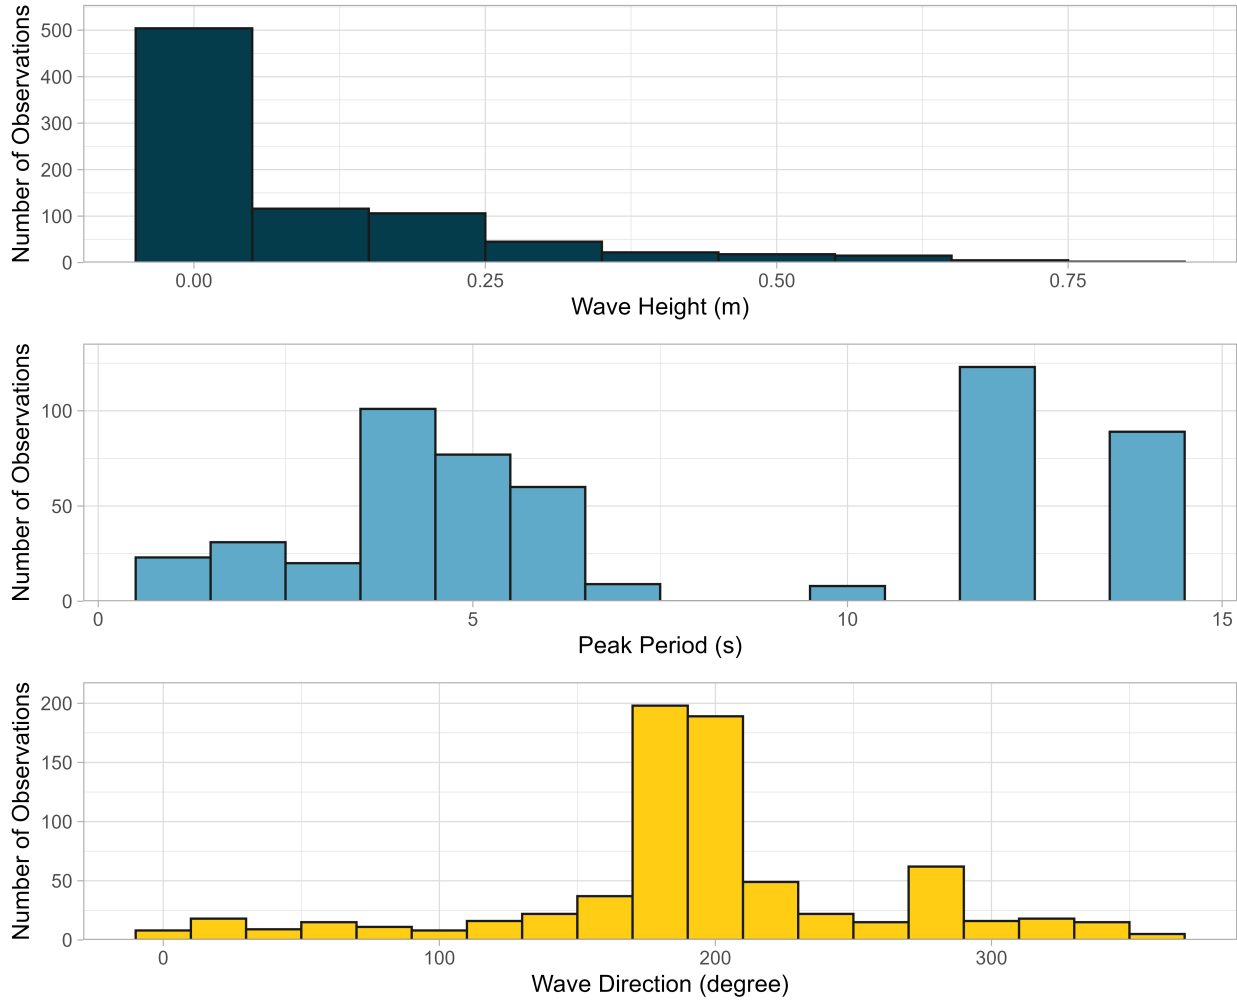 Number of Observations
500
400
300
200
100
0
0.00 0.25 0.50 0.75
Wave Height (m)
Number of Observations
100
50
0
0 5 10 15
Peak Period (s)
Number of Observations
200
150
100
50
0
0 100 200 300
Wave Direction (degree)